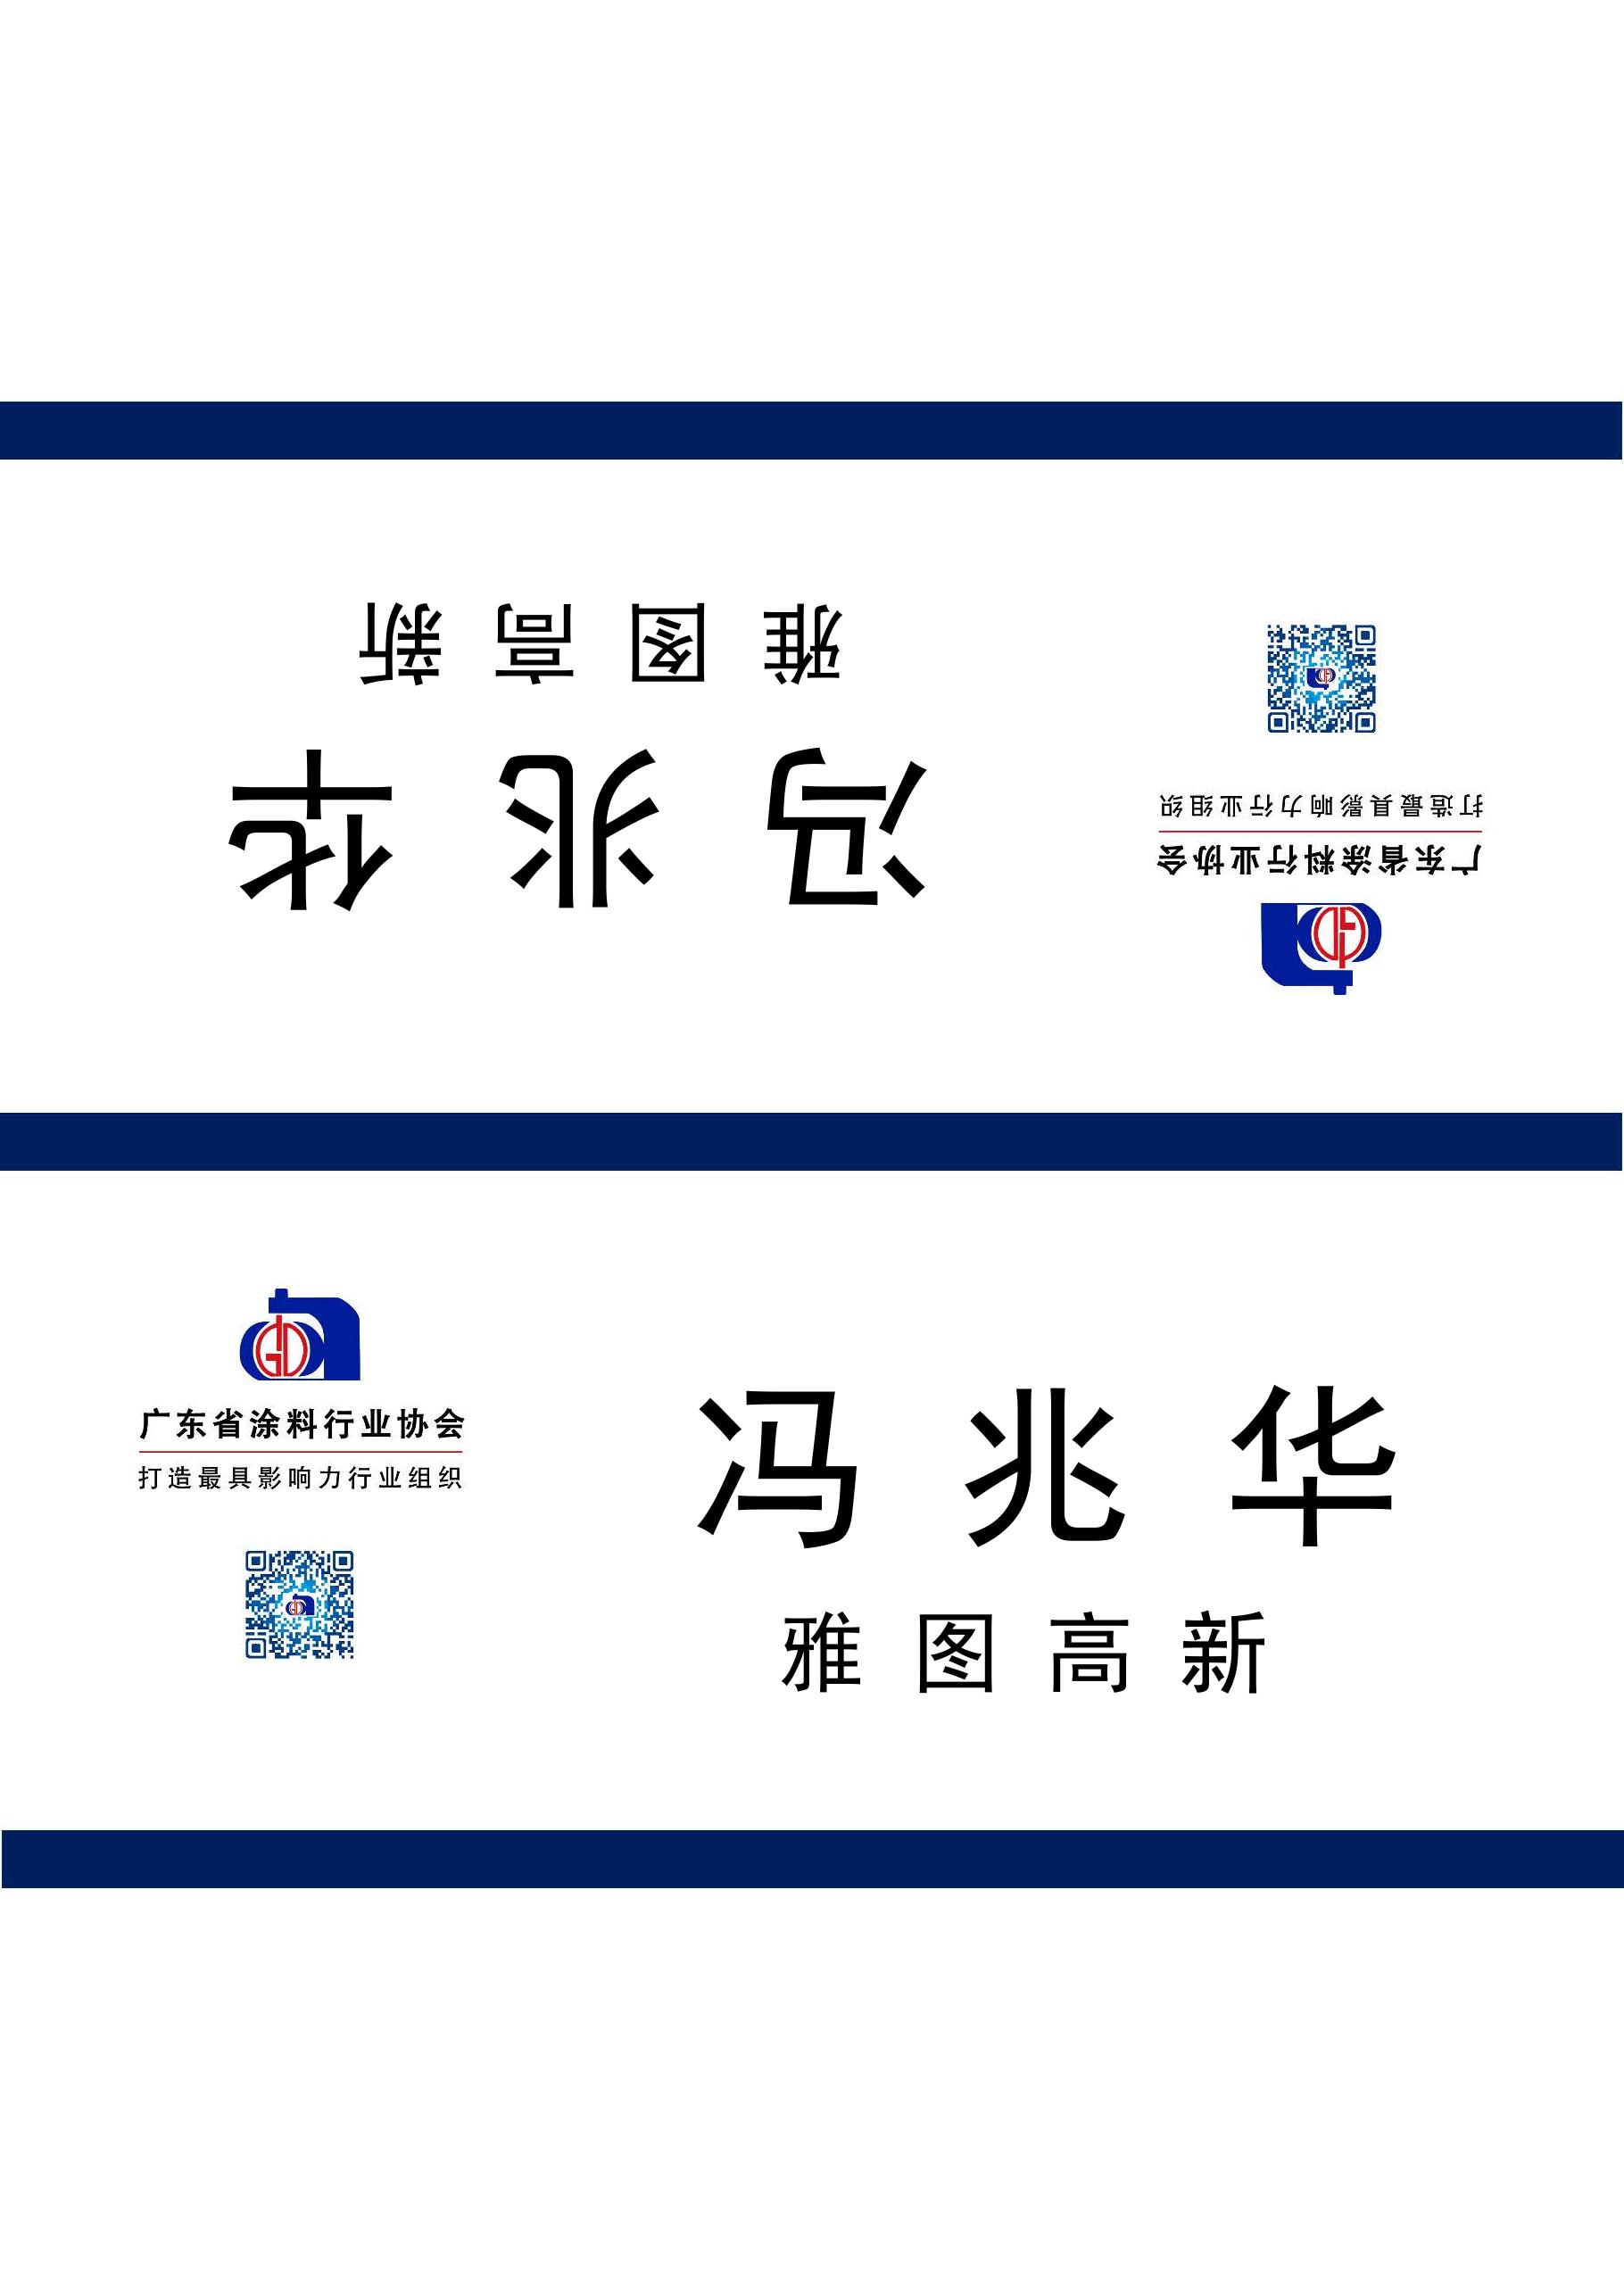 雅图高新
冯兆华
打造最具影响力行业组织
广东省涂料行业协会
广东省涂料行业协会
打造最具影响力行业组织
冯兆华
雅图高新